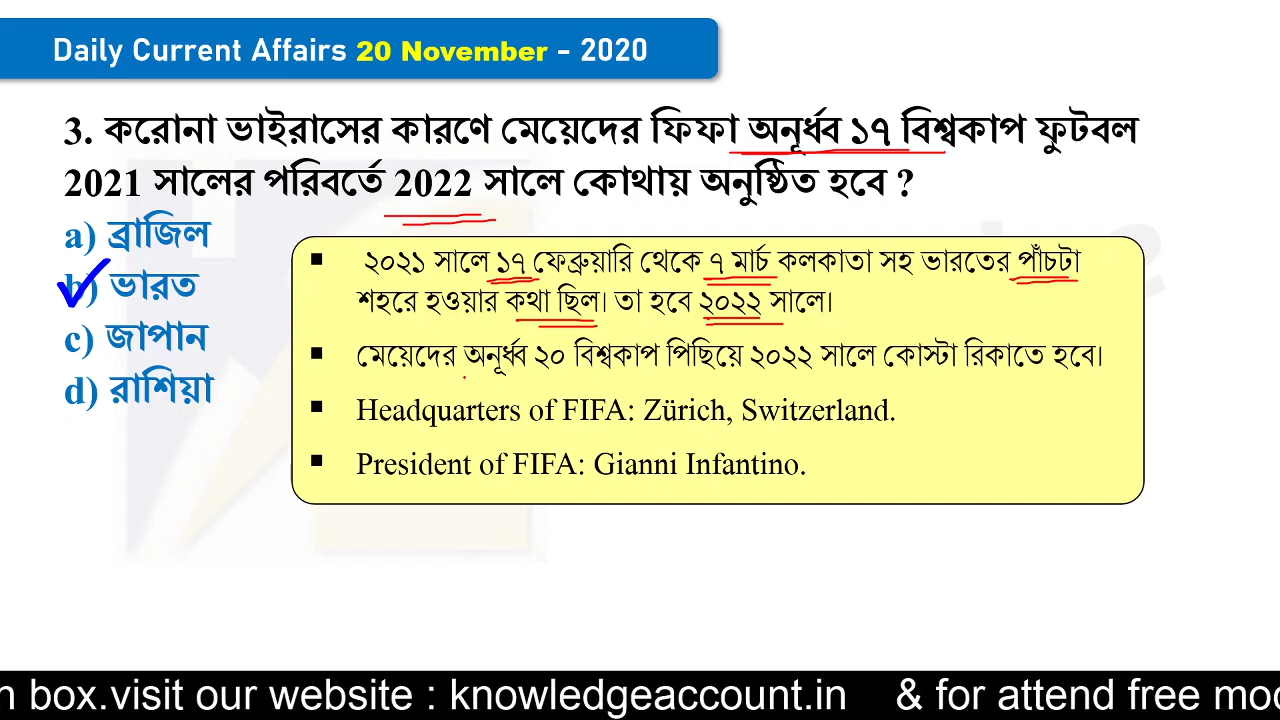 Daily Current Affairs 20 November - 2020
3. করোনা ভাইরাসের কারণে মেয়েদের ফিফা অনূর্ধ্ব ১৭ বিশ্বকাপ ফুটবল
2021 সালের পরিবর্তে 2022 সালে কোথায় অনুষ্ঠিত হবে ?
a) ব্রাজিল
b) ভারত
c) জাপান
d) রাশিয়া
▪ ২০২১ সালে ১৭ ফেব্রুয়ারি থেকে ৭ মার্চ কলকাতা সহ ভারতের পাঁচটা
শহরে হওয়ার কথা ছিল। তা হবে ২০২২ সালে।
▪ মেয়েদের অনূর্ধ্ব ২০ বিশ্বকাপ পিছিয়ে ২০২২ সালে কোস্টা রিকাতে হবে।
▪ Headquarters of FIFA: Zürich, Switzerland.
▪ President of FIFA: Gianni Infantino.
n box.visit our website : knowledgeaccount.in & for attend free moc